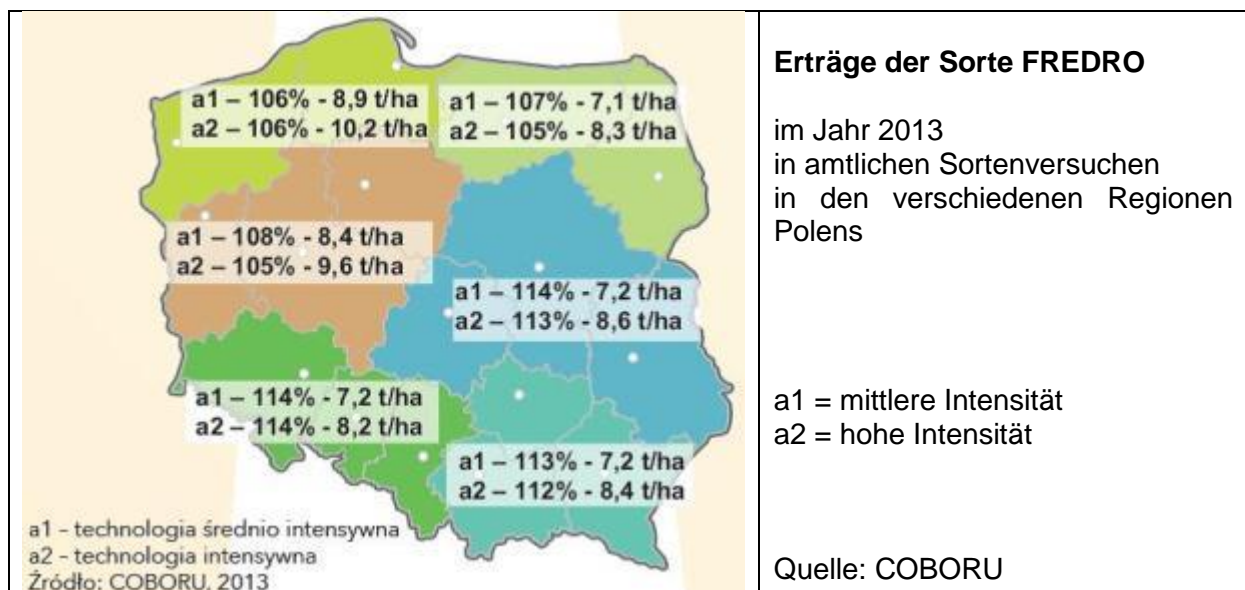 a1 – 106% - 8,9 t/ha
a2 – 106% - 10,2 t/ha
a1 – 107% - 7,1 t/ha
a2 – 105% - 8,3 t/ha
a1 – 108% - 8,4 t/ha
a2 – 105% - 9,6 t/ha
a1 – 114% - 7,2 t/ha
a2 – 113% - 8,6 t/ha
a1 – 114% - 7,2 t/ha
a2 – 114% - 8,2 t/ha
a1 – 113% - 7,2 t/ha
a2 – 112% - 8,4 t/ha
a1 - technologia średnio intensywna
a2 - technologia intensywna
Źródło: COBORU, 2013
Erträge der Sorte FREDRO
im Jahr 2013
in amtlichen Sortenversuchen
in den verschiedenen Regionen
Polens
a1 = mittlere Intensität
a2 = hohe Intensität
Quelle: COBORU